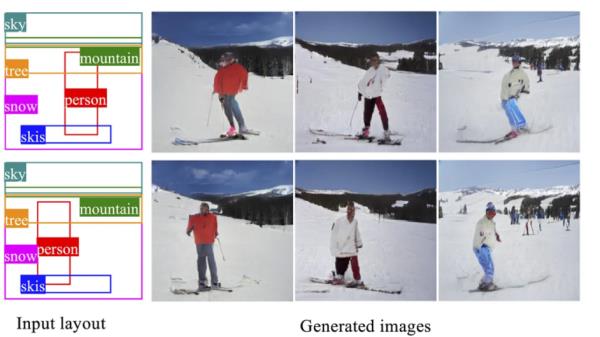 sky
mountain
tree
snow
person
skis
sky
mountain
tree
snow
person
skis
Input layout
Generated images